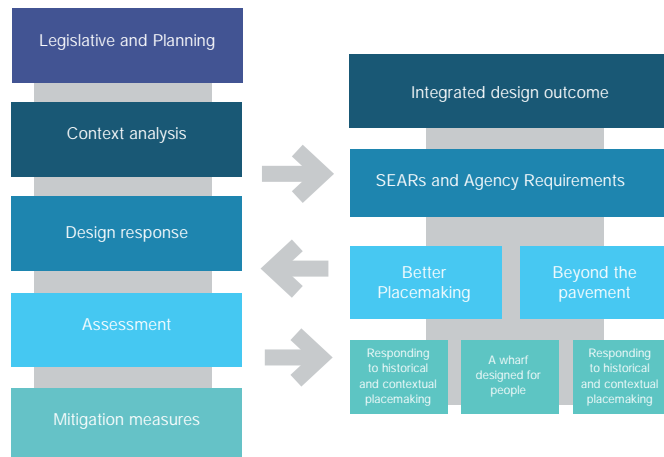 Legislative and Planning
Context analysis
Design response
Assessment
Mitigation measures
Integrated design outcome
SEARs and Agency Requirements
Better
Placemaking
Beyond the
pavement
Responding
to historical
and contextual
placemaking
A wharf
designed for
people
Responding
to historical
and contextual
placemaking